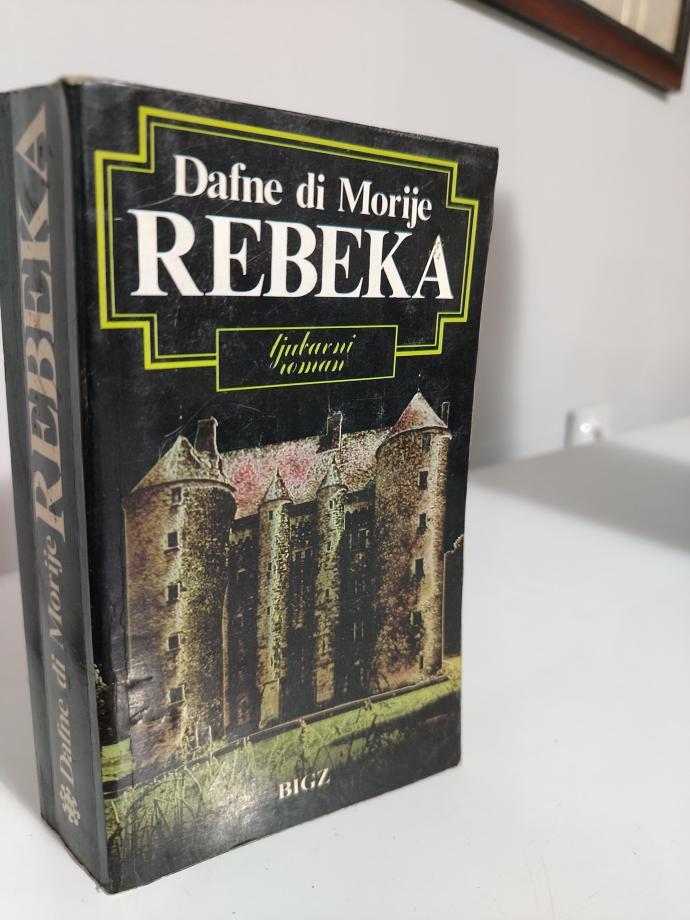 Dafne di Morije
REBEKA
ljubavni
roman
BIGZ
Dafne di Morije REBEKA